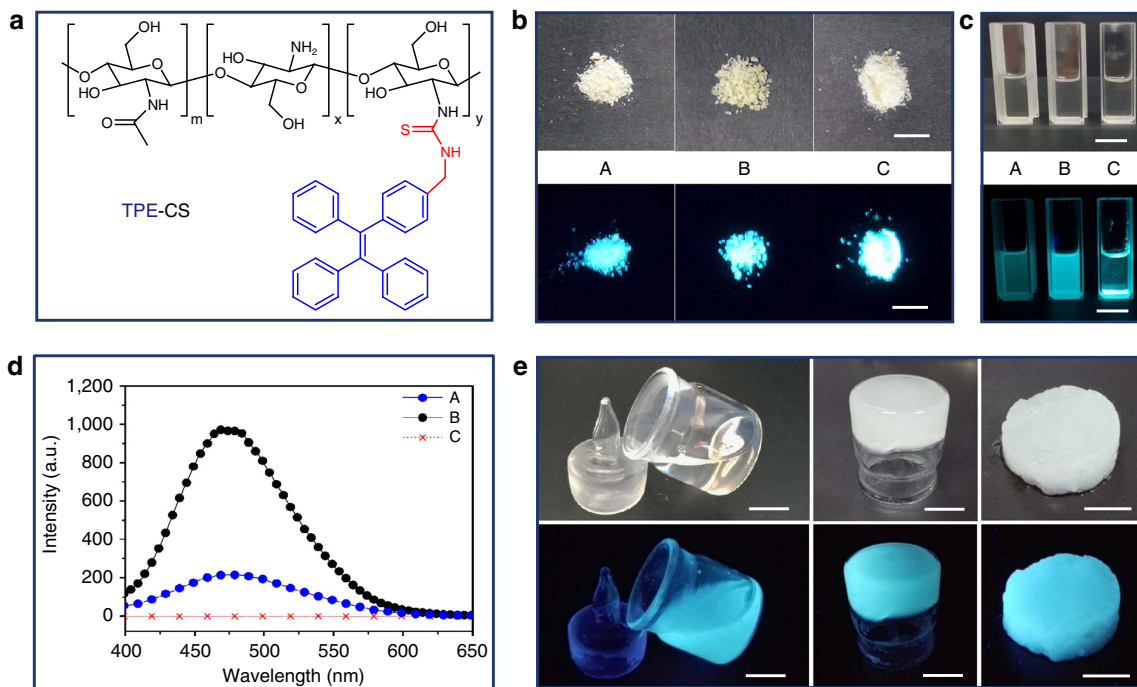 a
OH
NH₂
OH
O
HO
NH
O
m
HO
O
OH
x
O
HO
O
NH
y
S
NH
TPE-CS
b
A B C
c
A B C
d
1,200
1,000
800
600
400
200
0
400 450 500 550 600 650
Intensity (a.u.)
Wavelength (nm)
A
B
C
e